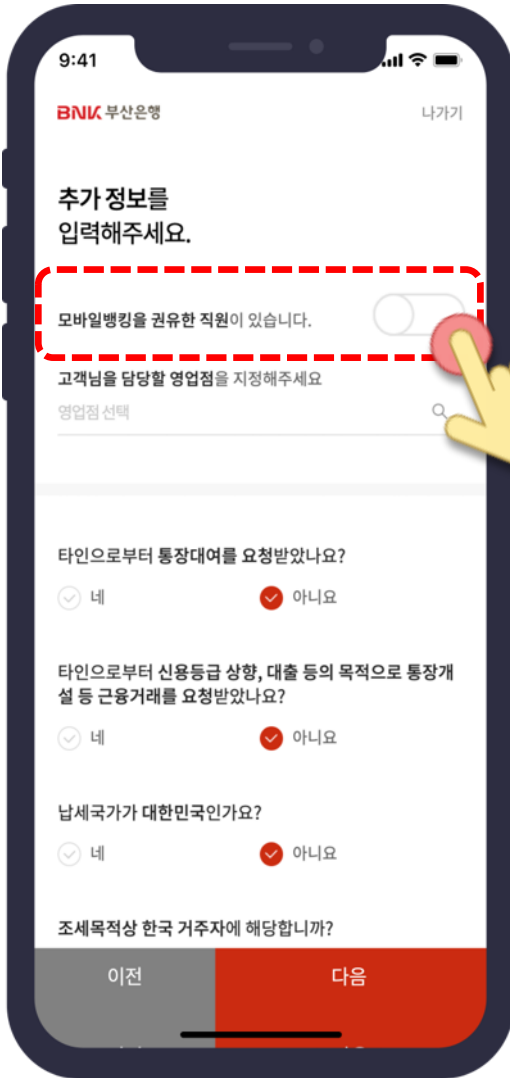 9:41
BNK 부산은행
나가기
추가 정보를
입력해주세요.
모바일뱅킹을 권유한 직원이 있습니다.
고객님을 담당할 영업점을 지정해주세요
영업점 선택
타인으로부터 통장대여를 요청받았나요?
네
아니요
타인으로부터 신용등급 상향, 대출 등의 목적으로 통장개
설 등 근융거래를 요청받았나요?
네
아니요
납세국가가 대한민국인가요?
네
아니요
조세목적상 한국 거주자에 해당합니까?
이전
다음